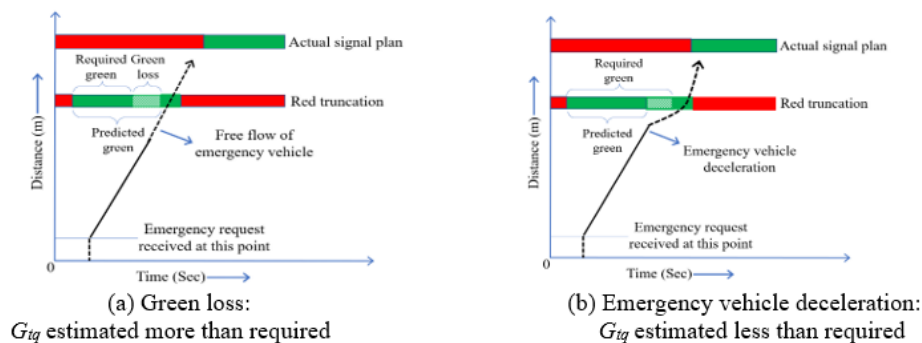 Actual signal plan
Required
green
Green
loss
Red truncation
Predicted
green
Free flow of
emergency vehicle
Distance (m)
Emergency request
received at this point
0
Time (Sec)
(a) Green loss:
Gtq estimated more than required
Actual signal plan
Required
green
Red truncation
Predicted
green
Emergency vehicle
deceleration
Distance (m)
Emergency request
received at this point
0
Time (Sec)
(b) Emergency vehicle deceleration:
Gtq estimated less than required